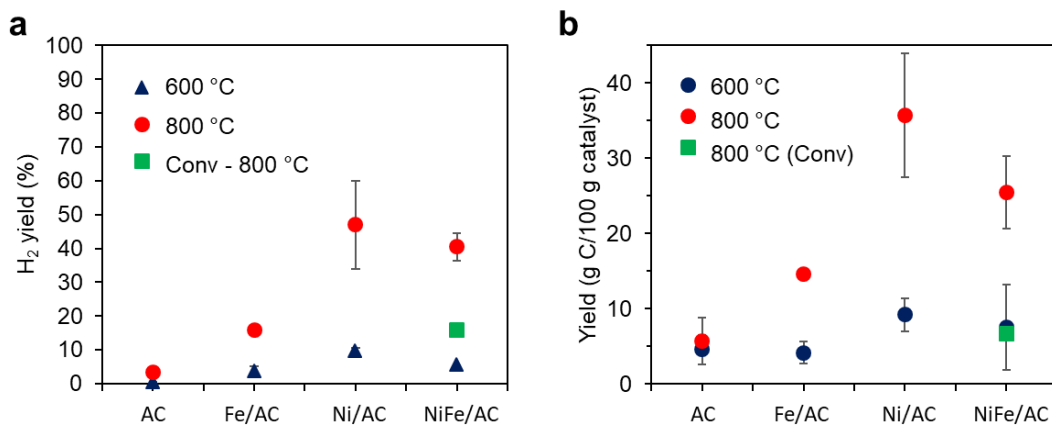 a
100
90
80
70
60
50
40
30
20
10
0
H₂ yield (%)
600 °C
800 °C
Conv - 800 °C
AC Fe/AC Ni/AC NiFe/AC
b
40
30
20
10
0
Yield (g C/100 g catalyst)
600 °C
800 °C
800 °C (Conv)
AC Fe/AC Ni/AC NiFe/AC